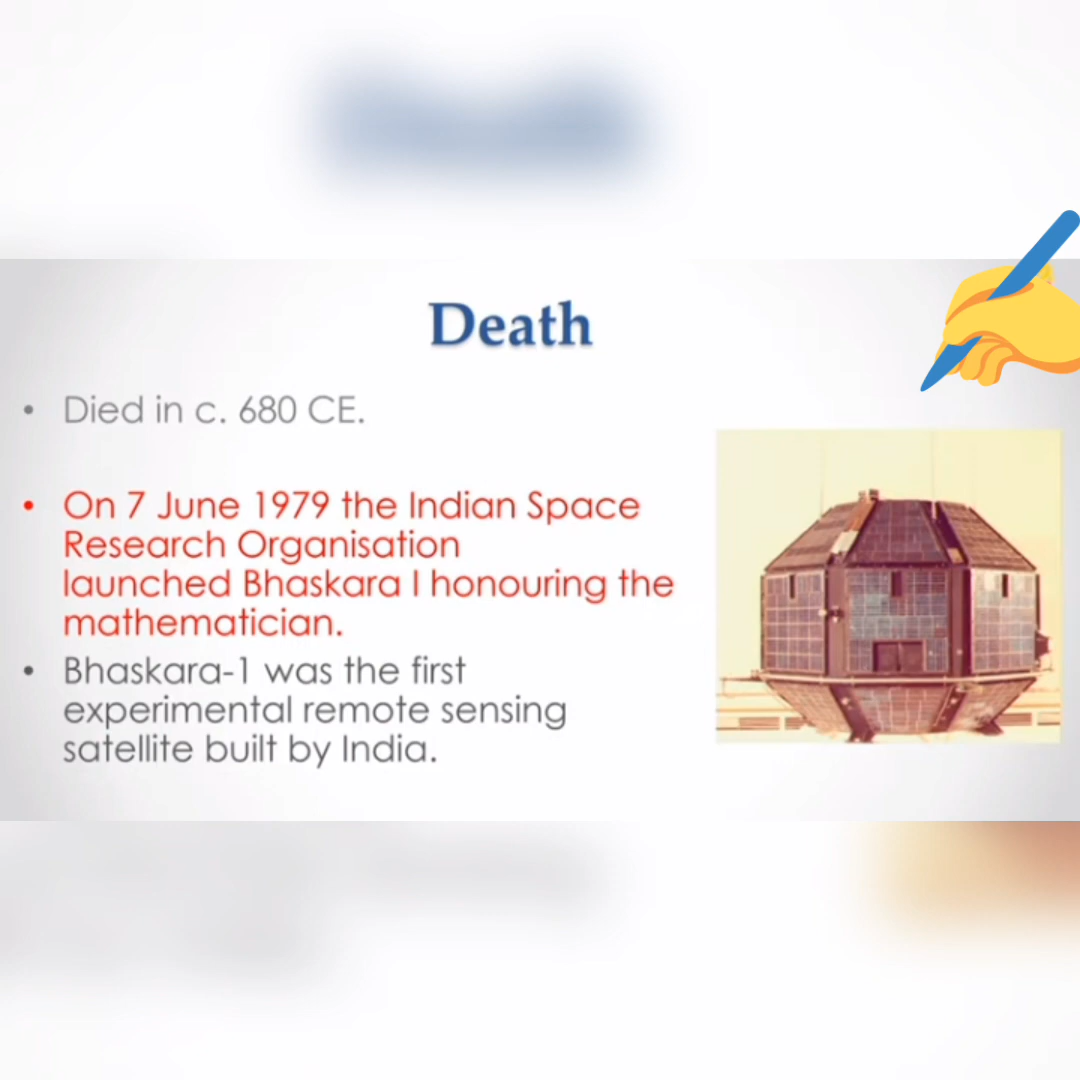 Death
• Died in c. 680 CE.
• On 7 June 1979 the Indian Space
Research Organisation
launched Bhaskara I honouring the
mathematician.
• Bhaskara-1 was the first
experimental remote sensing
satellite built by India.